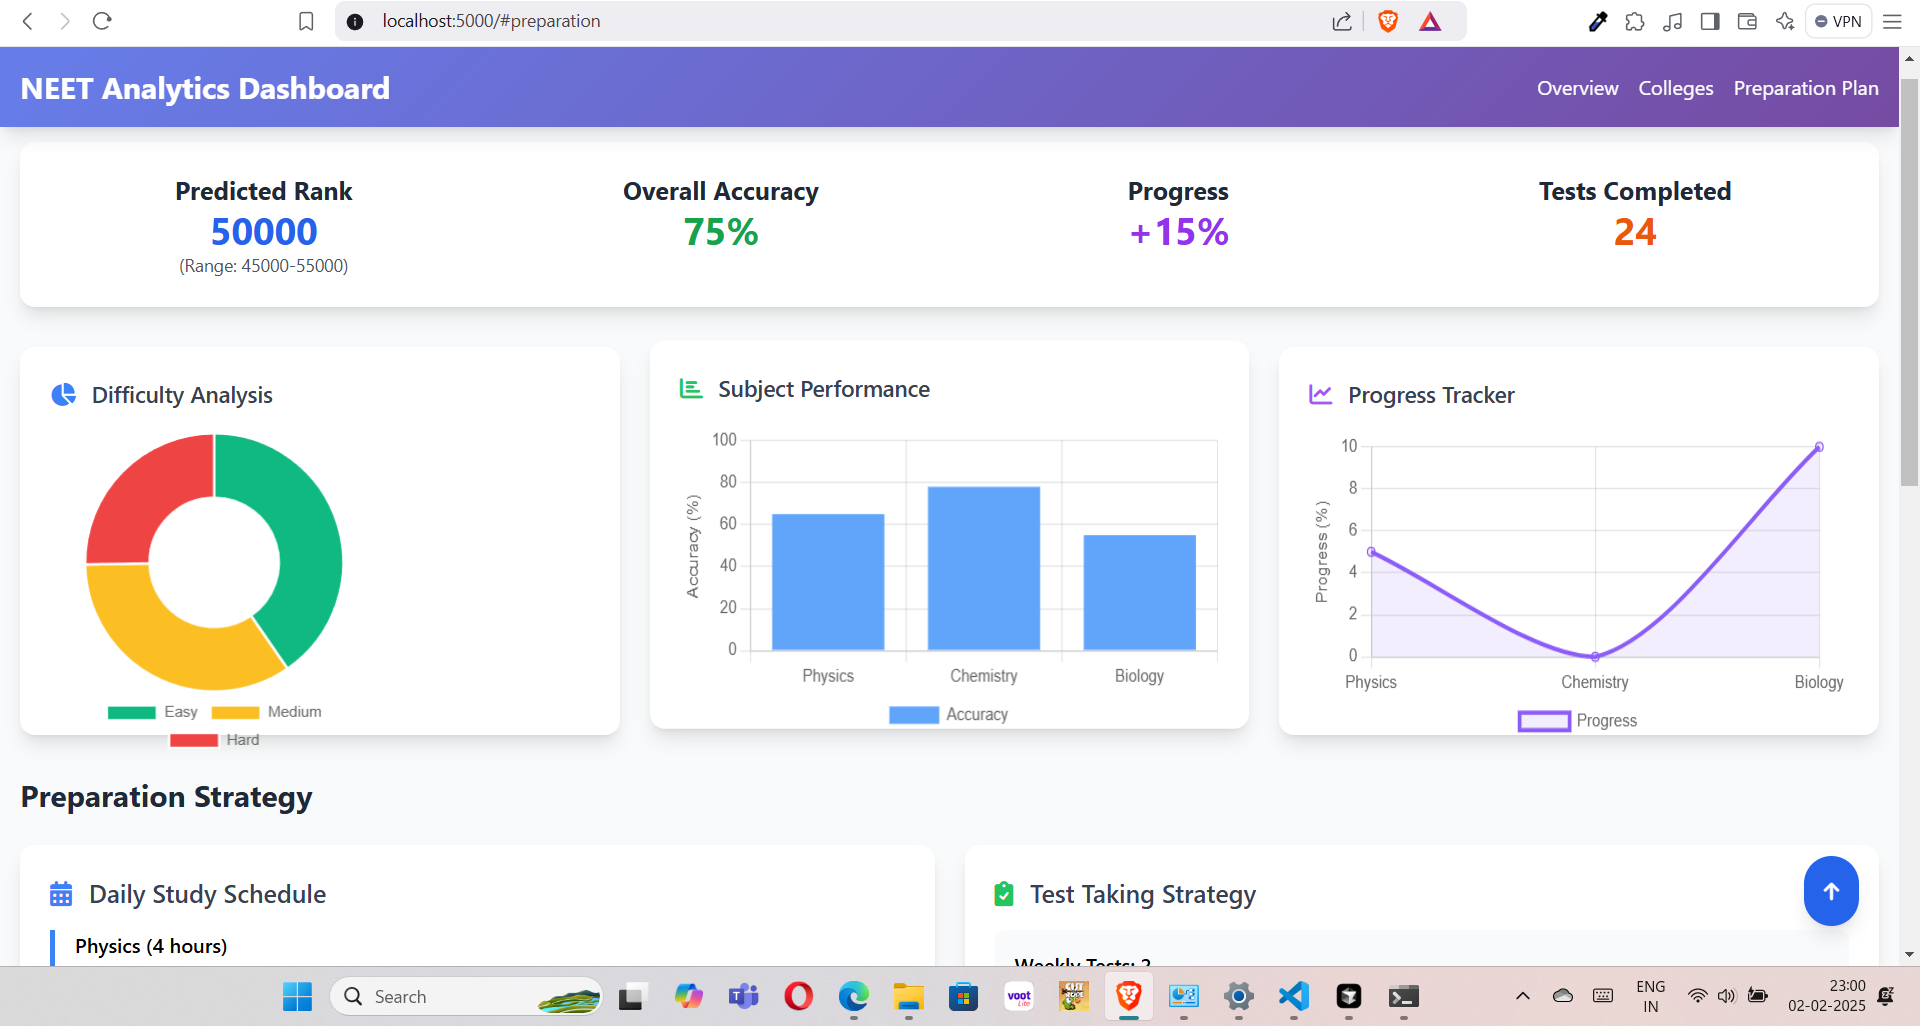 localhost:5000/#preparation
VPN
NEET Analytics Dashboard
Overview Colleges Preparation Plan
Predicted Rank
50000
(Range: 45000-55000)
Overall Accuracy
75%
Progress
+15%
Tests Completed
24
Difficulty Analysis
Easy Medium
Hard
Subject Performance
100
80
60
40
20
0
Accuracy (%)
Physics Chemistry Biology
Accuracy
Progress Tracker
10
8
6
4
2
0
Progress (%)
Physics Chemistry Biology
Progress
Preparation Strategy
Daily Study Schedule
Physics (4 hours)
Test Taking Strategy
Weekly Tests: 2
Search
voot
Lite
ENG
IN
23:00
02-02-2025